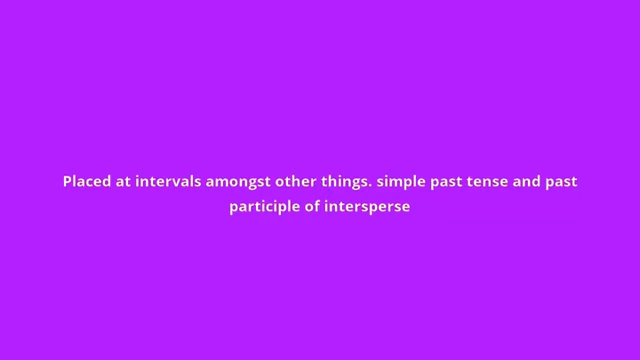 Placed at intervals amongst other things. simple past tense and past
participle of intersperse